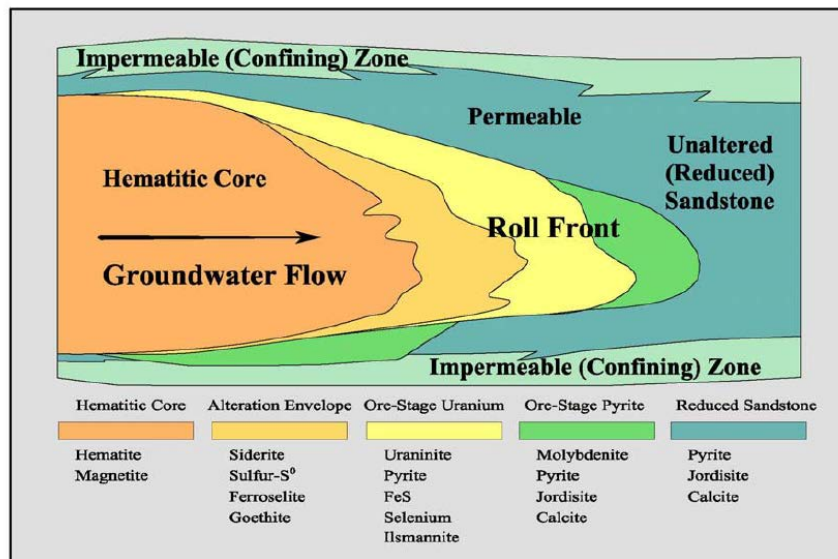 Impermeable (Confining) Zone
Permeable
Unaltered
(Reduced)
Sandstone
Hematitic Core
Roll Front
Groundwater Flow
Impermeable (Confining) Zone
Hematitic Core
Alteration Envelope
Ore-Stage Uranium
Ore-Stage Pyrite
Reduced Sandstone
Hematite
Magnetite
Siderite
Sulfur-S⁰
Ferroselite
Goethite
Uraninite
Pyrite
FeS
Selenium
Ilsmannite
Molybdenite
Pyrite
Jordisite
Calcite
Pyrite
Jordisite
Calcite